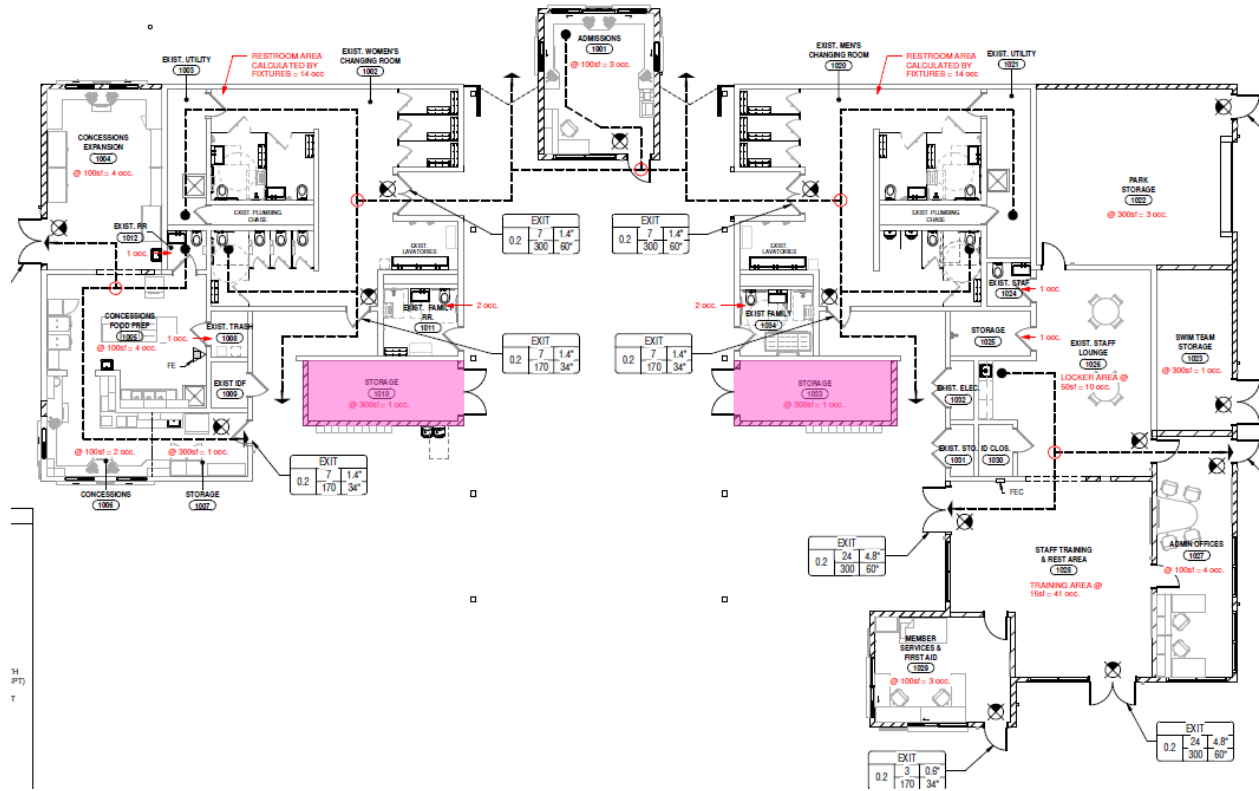 ADMISSIONS
1001
@ 100sf = 3 occ.
EXIST. UTILITY
1003
RESTROOM AREA
CALCULATED BY
FIXTURES = 14 occ
EXIST. WOMEN'S
CHANGING ROOM
1002
EXIST. MEN'S
CHANGING ROOM
1020
RESTROOM AREA
CALCULATED BY
FIXTURES = 14 occ
EXIST. UTILITY
1021
CONCESSIONS
EXPANSION
1004
@ 100sf = 4 occ.
PARK
STORAGE
1022
@ 300sf = 3 occ.
EXIST. PLUMBING
CHASE
EXIST. PLUMBING
CHASE
EXIT
0.2
7
1.4"
300
60"
EXIT
0.2
7
1.4"
300
60"
EXIST. RR
1012
1 occ.
EXIST.
LAVATORIES
EXIST.
LAVATORIES
EXIST. STAF
1024
1 occ.
EXIST. FAMILY
RR.
1011
2 occ.
2 occ.
EXIST FAMILY
1034
CONCESSIONS
FOOD PREP
1005
@ 100sf = 4 occ.
EXIST. TRASH
1008
1 occ.
FE
EXIT
0.2
7
1.4"
170
34"
EXIT
0.2
7
1.4"
170
34"
STORAGE
1025
1 occ.
EXIST. STAFF
LOUNGE
1026
LOCKER AREA @
50sf = 10 occ.
SWIM TEAM
STORAGE
1023
@ 300sf = 1 occ.
EXIST IDF
1009
STORAGE
1010
@ 300sf = 1 occ.
STORAGE
1033
@ 300sf = 1 occ.
EXIST. ELEC.
1032
EXIST. STO.
1031
ID CLOS.
1030
@ 100sf = 2 occ.
@ 300sf = 1 occ.
CONCESSIONS
1006
STORAGE
1007
EXIT
0.2
7
1.4"
170
34"
FEC
EXIT
0.2
24
4.8"
300
60"
STAFF TRAINING
& REST AREA
1028
TRAINING AREA @
15sf = 41 occ.
ADMIN OFFICES
1027
@ 100sf = 4 occ.
MEMBER
SERVICES &
FIRST AID
1029
@ 100sf = 3 occ.
EXIT
0.2
24
4.8"
300
60"
EXIT
0.2
3
0.6"
170
34"
PT)
T